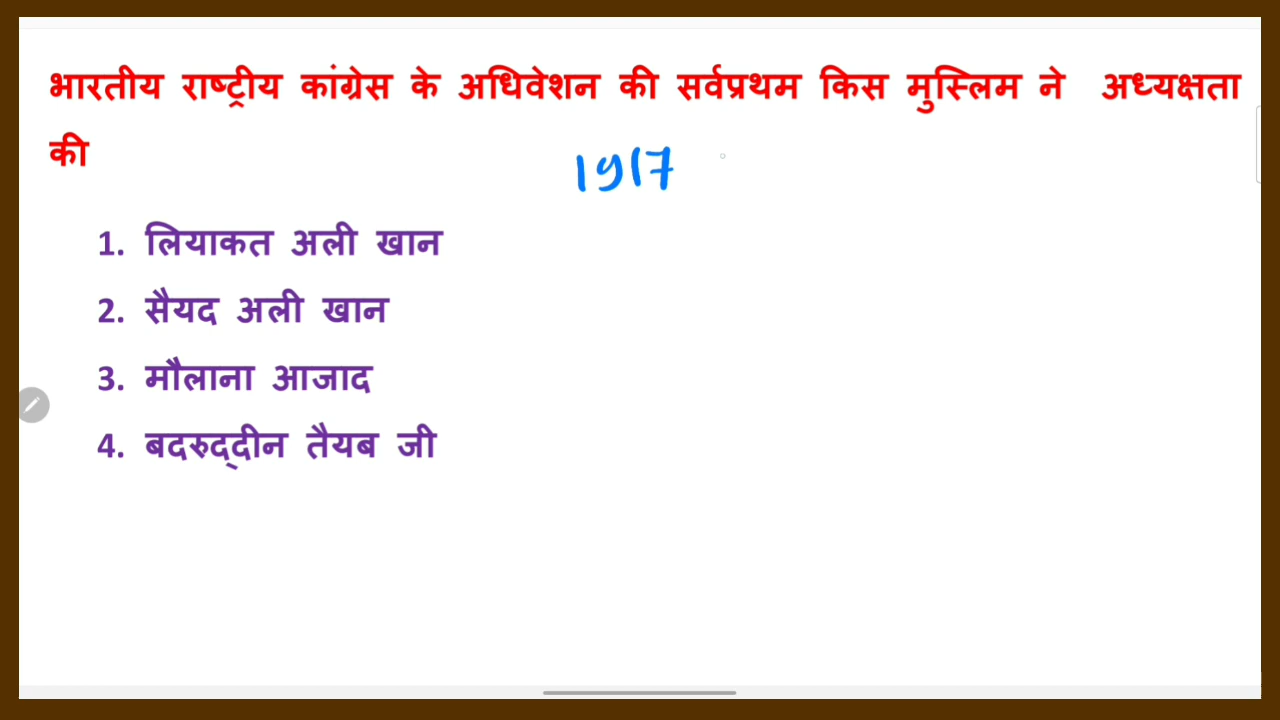 भारतीय राष्ट्रीय कांग्रेस के अधिवेशन की सर्वप्रथम किस मुस्लिम ने अध्यक्षता
की
1917
1. लियाकत अली खान
2. सैयद अली खान
3. मौलाना आजाद
4. बदरुद्दीन तैयब जी